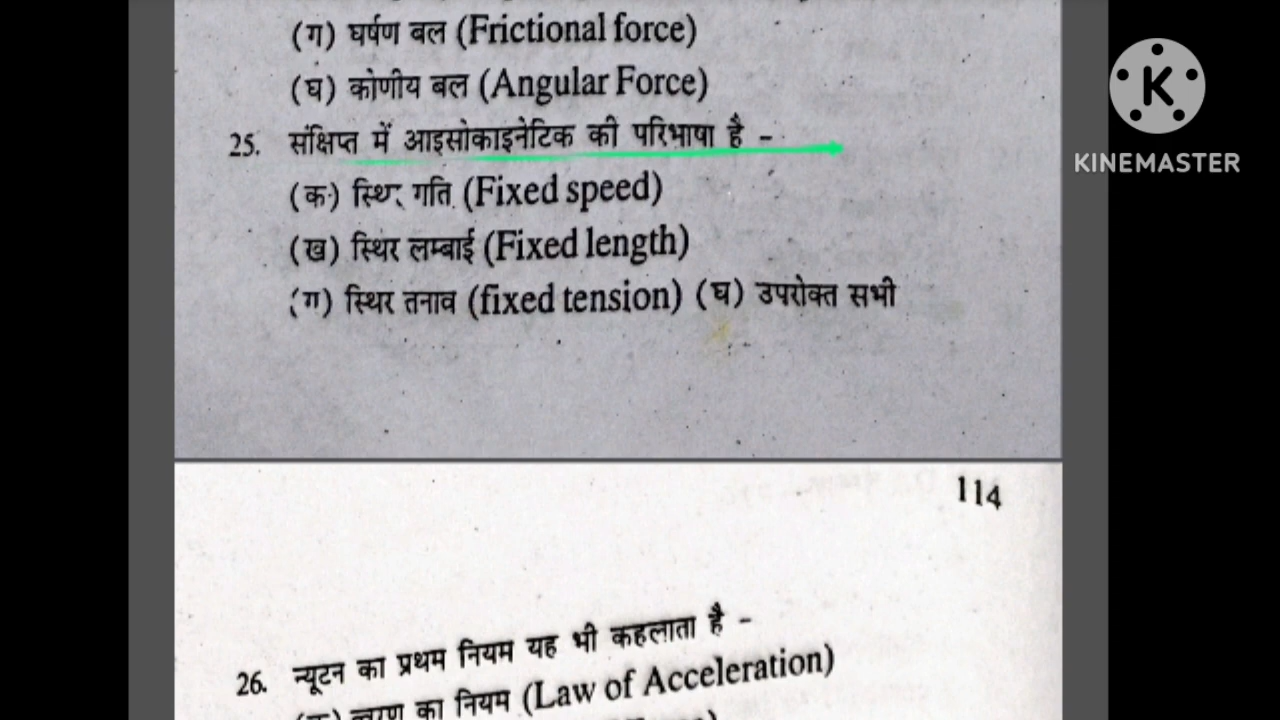 (ग) घर्षण बल (Frictional force)
(घ) कोणीय बल (Angular Force)
25. संक्षिप्त में आइसोकाइनेटिक की परिभाषा है -
(क) स्थिर गति (Fixed speed)
(ख) स्थिर लम्बाई (Fixed length)
(ग) स्थिर तनाव (fixed tension) (घ) उपरोक्त सभी
K
KINEMASTER
114
26. न्यूटन का प्रथम नियम यह भी कहलाता है -
(क) त्वरण का नियम (Law of Acceleration)